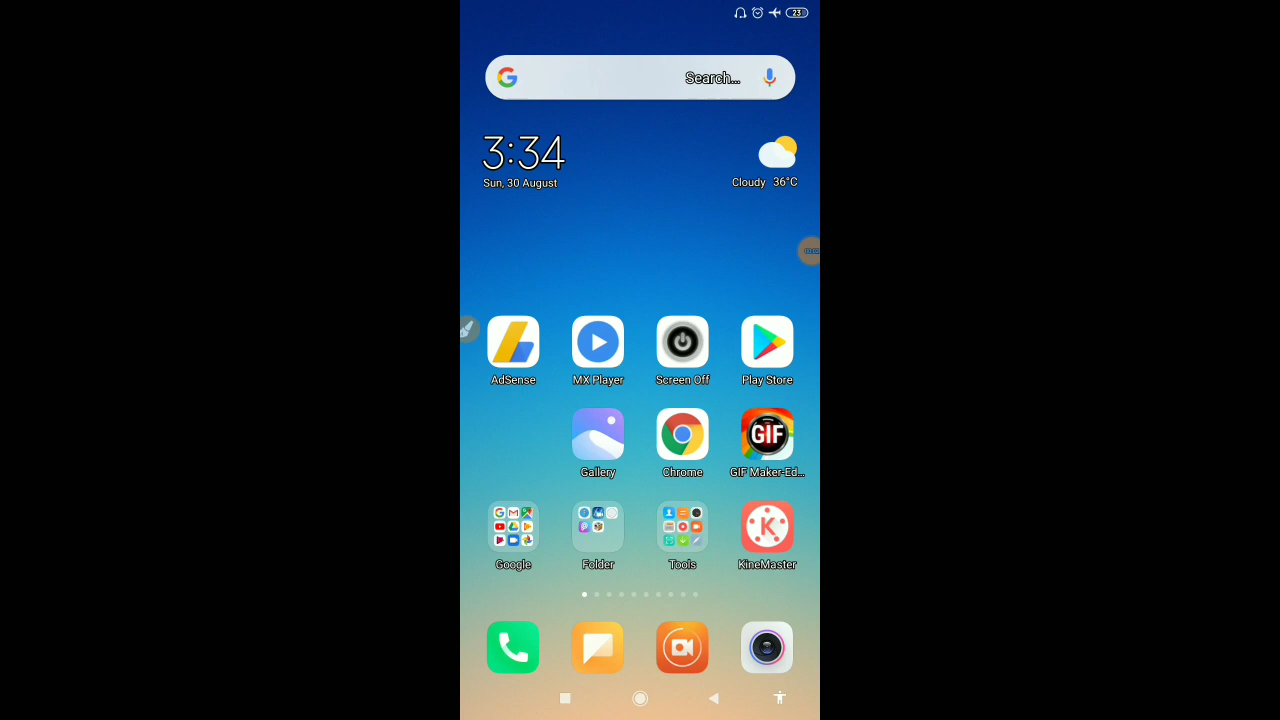 23
Search...
3:34
Sun, 30 August
Cloudy 36°C
AdSense
MX Player
Screen Off
Play Store
GIF
Gallery
Chrome
GIF Maker-Ed...
K
Google
Folder
Tools
KineMaster